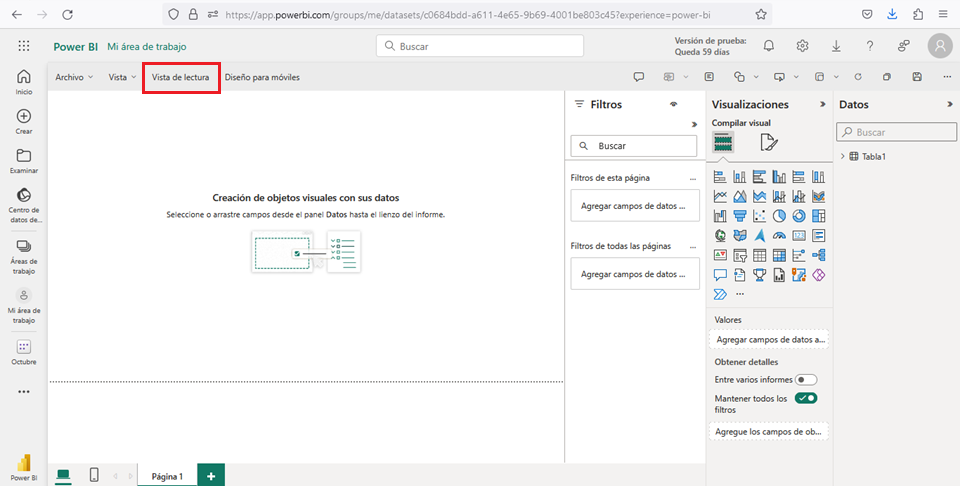 https://app.powerbi.com/groups/me/datasets/c0684bdd-a611-4e65-9b69-4001be803c45?experience=power-bi
Power BI Mi área de trabajo
Buscar
Versión de prueba:
Queda 59 días
Archivo Vista Vista de lectura Diseño para móviles
Inicio
Crear
Examinar
Centro de
datos de...
Áreas de
trabajo
Mi área de
trabajo
Octubre
Power BI
Creación de objetos visuales con sus datos
Seleccione o arrastre campos desde el panel Datos hasta el lienzo del informe.
Filtros
Buscar
Filtros de esta página
Agregar campos de datos ...
Filtros de todas las páginas
Agregar campos de datos ...
Visualizaciones
Compilar visual
Valores
Agregar campos de datos a...
Obtener detalles
Entre varios informes
Mantener todos los
filtros
Agregue los campos de ob...
Datos
Buscar
Tabla1
Página 1